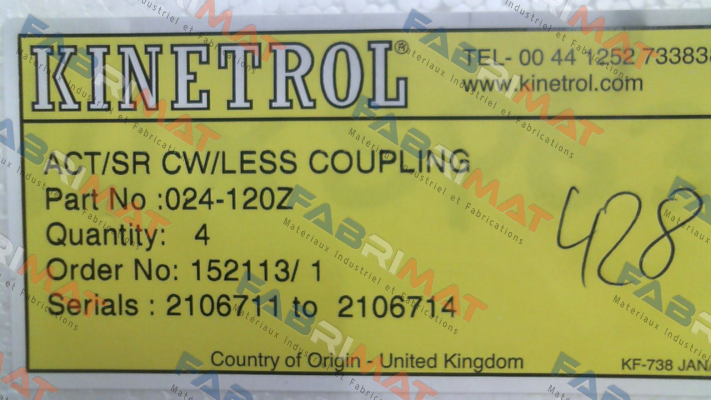 KINETROL®
TEL- 00 44 1252 73383
www.kinetrol.com
ACT/SR CW/LESS COUPLING
Part No :024-120Z
Quantity: 4
Order No: 152113/ 1
Serials : 2106711 to 2106714
428
Country of Origin - United Kingdom
KF-738 JAN/
FABRIMAT
Materiaux Industriel et Fabrications